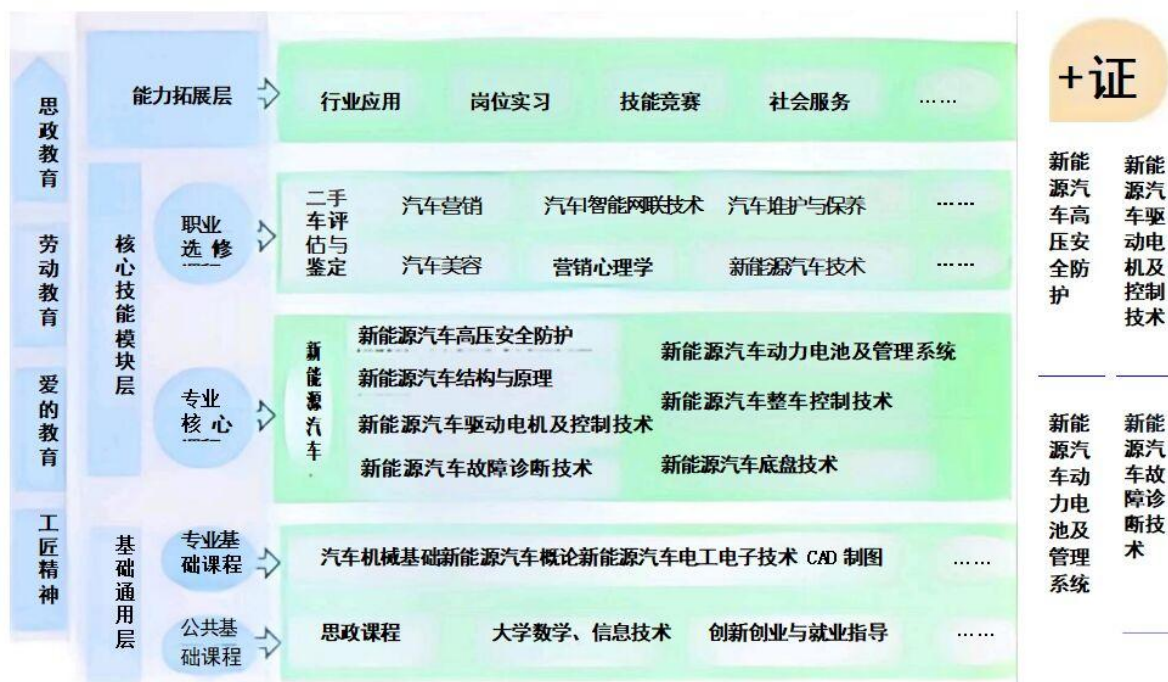 思政教育
劳动教育
爱的教育
工匠精神
能力拓展层
行业应用
岗位实习
技能竞赛
社会服务
……
核心技能模块层
职业
选 修
二手
车评
估与
鉴定
汽车营销
汽车智能网联技术
汽车维护与保养
……
汽车美容
营销心理学
新能源汽车技术
……
专业
核 心
新能源汽车
新能源汽车高压安全防护
新能源汽车动力电池及管理系统
新能源汽车结构与原理
新能源汽车整车控制技术
新能源汽车驱动电机及控制技术
新能源汽车故障诊断技术
新能源汽车底盘技术
基础通用层
专业基
础课程
汽车机械基础新能源汽车概论新能源汽车电工电子技术 CAD 制图
……
公共基
础课程
思政课程
大学数学、信息技术
创新创业与就业指导
……
+证
新能
源汽
车高
压安
全防
护
新能
源汽
车驱
动电
机及
控制
技术
新能
源汽
车动
力电
池及
管理
系统
新能
源汽
车故
障诊
断技
术